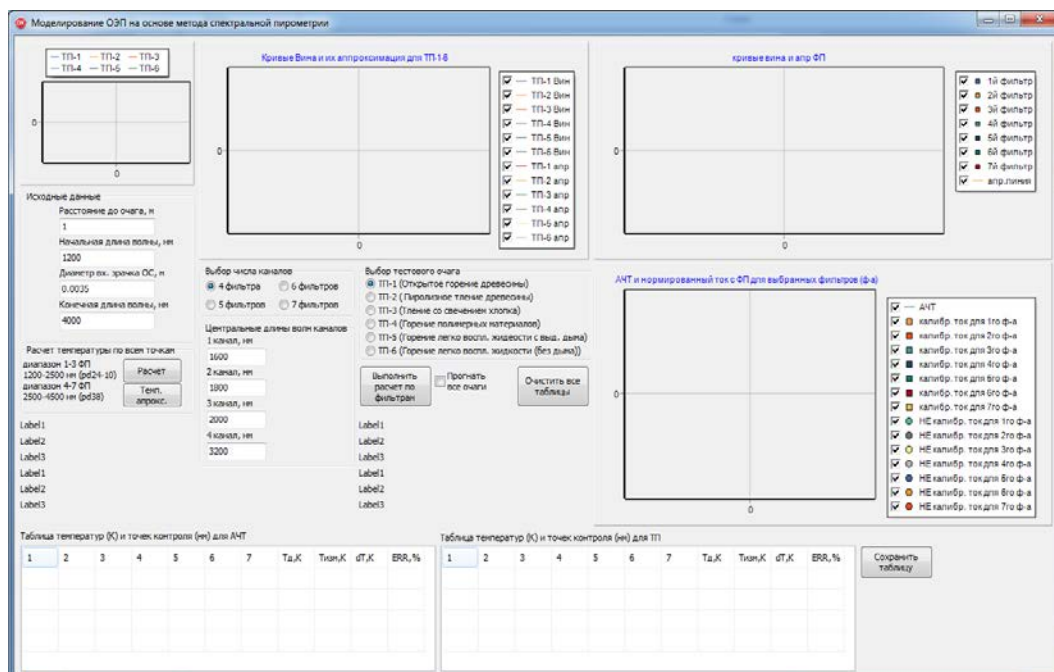 Моделирование ОЭП на основе метода спектральной пирометрии
ТП-1 ТП-2 ТП-3
ТП-4 ТП-5 ТП-6
0
0
Кривые Вина и их аппроксимация для ТП-1-6
0
0
ТП-1 Вин
ТП-2 Вин
ТП-3 Вин
ТП-4 Вин
ТП-5 Вин
ТП-6 Вин
ТП-1 апр
ТП-2 апр
ТП-3 апр
ТП-4 апр
ТП-5 апр
ТП-6 апр
кривые вина и апр ФП
0
0
1й фильтр
2й фильтр
3й фильтр
4й фильтр
5й фильтр
6й фильтр
7й фильтр
апр.линия
Исходные данные
Расстояние до очага, м
1
Начальная длина волны, нм
1200
Диаметр вх. зрачка ОС, м
0.0035
Конечная длина волны, нм
4000
Расчет температуры по всем точкам
диапазон 1-3 ФП
1200-2500 нм (pd24-10)
диапазон 4-7 ФП
2500-4500 нм (pd38)
Расчет
Темп. апрокс.
Label1
Label2
Label3
Label1
Label2
Label3
Выбор числа каналов
4 фильтра
6 фильтров
5 фильтров
7 фильтров
Центральные длины волн каналов
1 канал, нм
1600
2 канал, нм
1800
3 канал, нм
2000
4 канал, нм
3200
Выбор тестового очага
ТП-1 (Открытое горение древесины)
ТП-2 ( Пиролизное тление древесины)
ТП-3 (Тление со свечением хлопка)
ТП-4 (Горение полимерных материалов)
ТП-5 (Горение легко воспл. жидкости с выд. дыма)
ТП-6 (Горение легко воспл. жидкости (без дыма))
Выполнить расчет по фильтрам
Прогнать все очаги
Очистить все таблицы
Label1
Label2
Label3
Label1
Label2
Label3
АЧТ и нормированный ток с ФП для выбранных фильтров (ф-а)
0
0
АЧТ
калибр. ток для 1го ф-а
калибр. ток для 2го ф-а
калибр. ток для 3го ф-а
калибр. ток для 4го ф-а
калибр. ток для 5го ф-а
калибр. ток для 6го ф-а
калибр. ток для 7го ф-а
НЕ калибр. ток для 1го ф-а
НЕ калибр. ток для 2го ф-а
НЕ калибр. ток для 3го ф-а
НЕ калибр. ток для 4го ф-а
НЕ калибр. ток для 5го ф-а
НЕ калибр. ток для 6го ф-а
НЕ калибр. ток для 7го ф-а
Таблица температур (К) и точек контроля (нм) для АЧТ
1 2 3 4 5 6 7 Тд,К Тизм,К dT,К ERR,%
Таблица температур (К) и точек контроля (нм) для ТП
1 2 3 4 5 6 7 Тд,К Тизм,К dT,К ERR,%
Сохранить таблицу